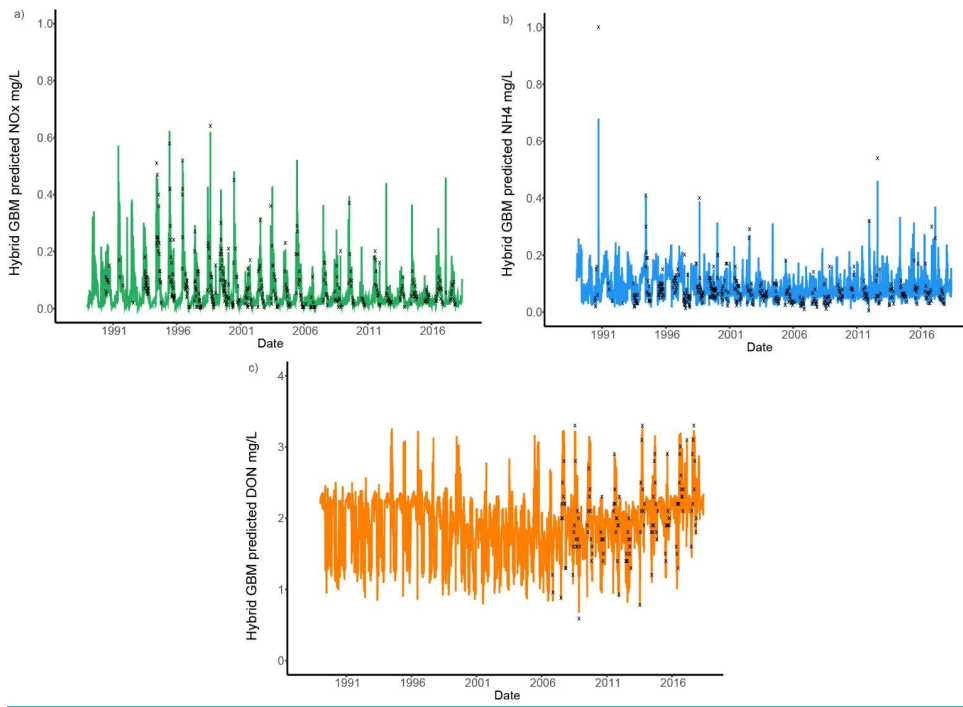 a)
Hybrid GBM predicted NOx mg/L
1.0
0.8
0.6
0.4
0.2
0.0
1991 1996 2001 2006 2011 2016
Date
b)
Hybrid GBM predicted NH4 mg/L
1.0
0.8
0.6
0.4
0.2
0.0
1991 1996 2001 2006 2011 2016
Date
c)
Hybrid GBM predicted DON mg/L
4
3
2
1
0
1991 1996 2001 2006 2011 2016
Date